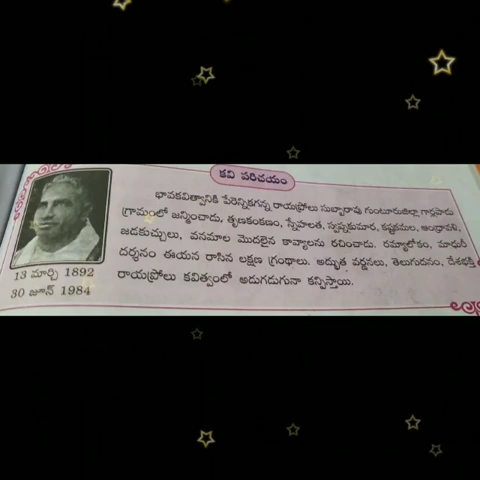 కవి పరిచయం
భావకవిత్వానికి పేరెన్నికగన్న రాయప్రోలు సుబ్బారావు గుంటూరుజిల్లా గార్లపాడు
గ్రామంలో జన్మించాడు, తృణకంకణం, స్నేహలత, స్వప్నకుమార, కష్టకమల, ఆంధ్రావళి,
జడకుచ్చులు, వనమాల మొదలైన కావ్యాలను రచించాడు. రమ్యాలోకం, మాధురీ
దర్శనం ఈయన రాసిన లక్షణ గ్రంథాలు. అద్భుత వర్ణనలు, తెలుగుదనం, దేశభక్తి
రాయప్రోలు కవిత్వంలో అడుగడుగునా కన్పిస్తాయి.
13 మార్చి 1892
30 జూన్ 1984